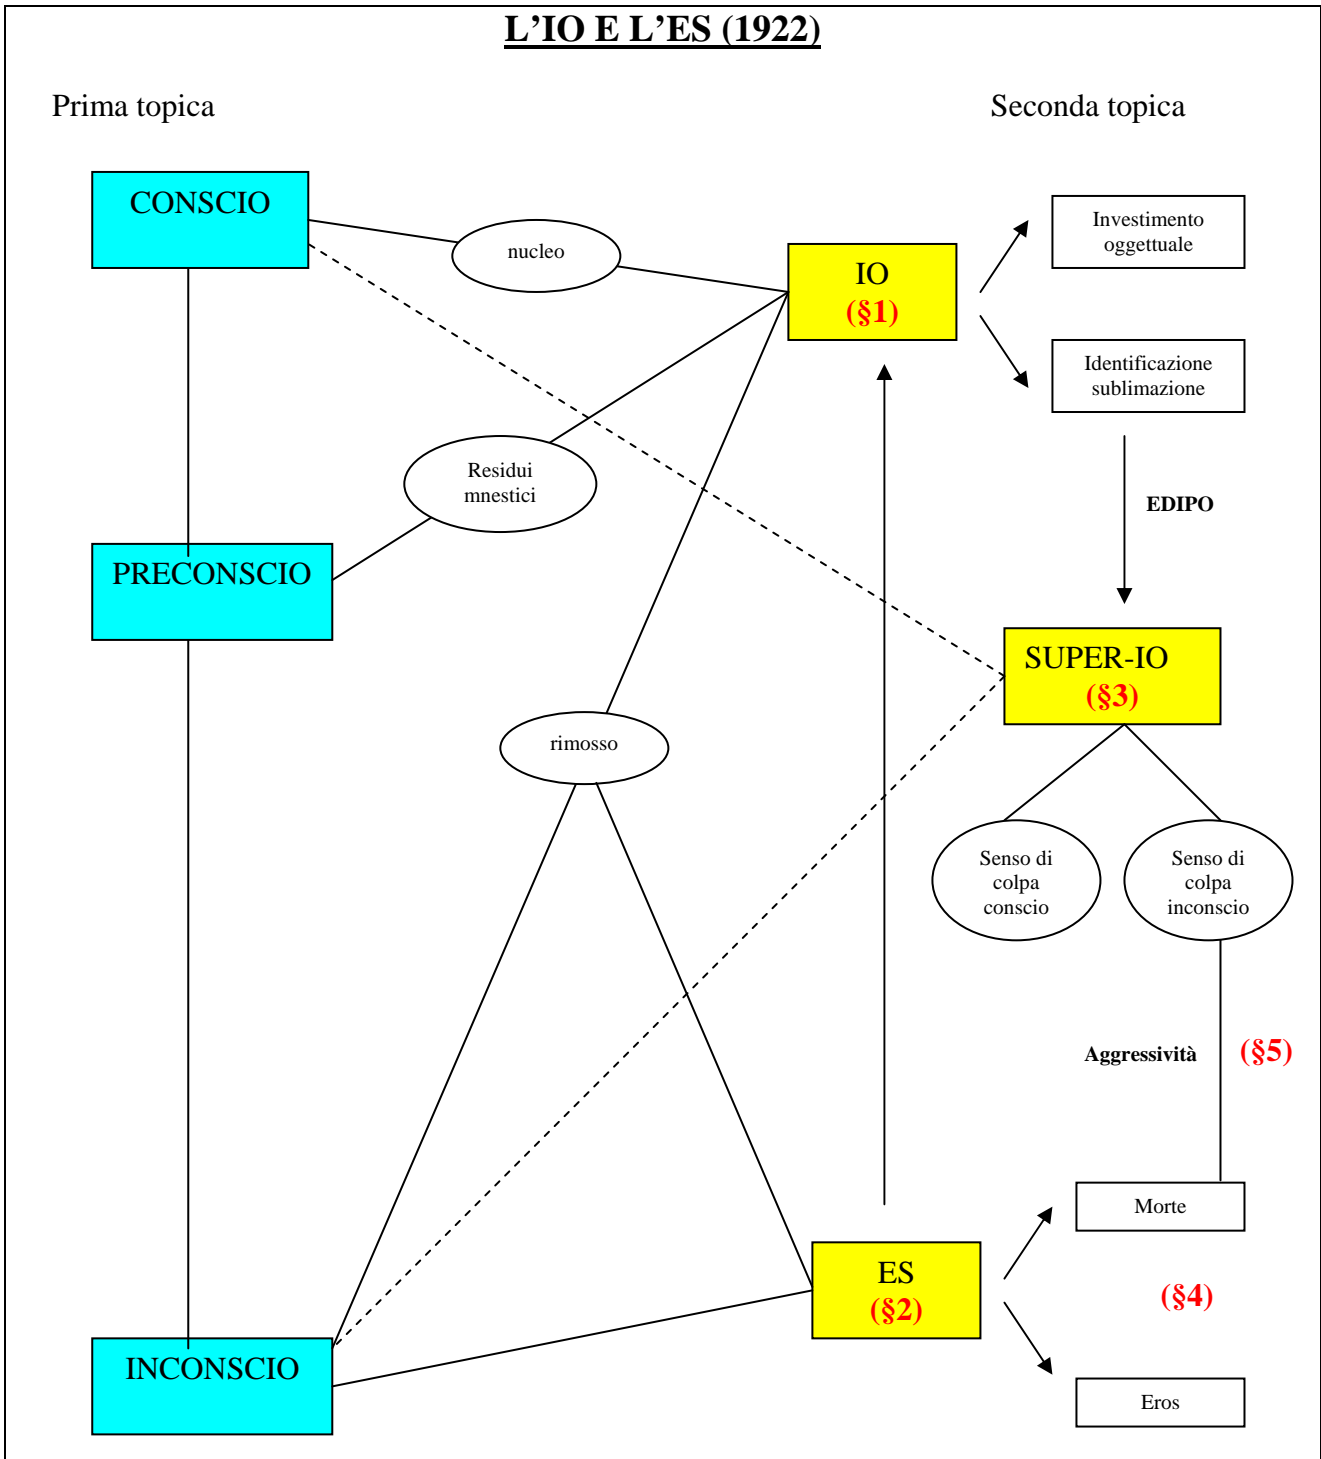 L’IO E L’ES (1922)
Prima topica
Seconda topica
CONSCIO
nucleo
IO
(§1)
Investimento
oggettuale
Identificazione
sublimazione
Residui
mnestici
EDIPO
PRECONSCIO
SUPER-IO
(§3)
rimosso
Senso di
colpa
conscio
Senso di
colpa
inconscio
Aggressività
(§5)
Morte
ES
(§2)
(§4)
INCONSCIO
Eros